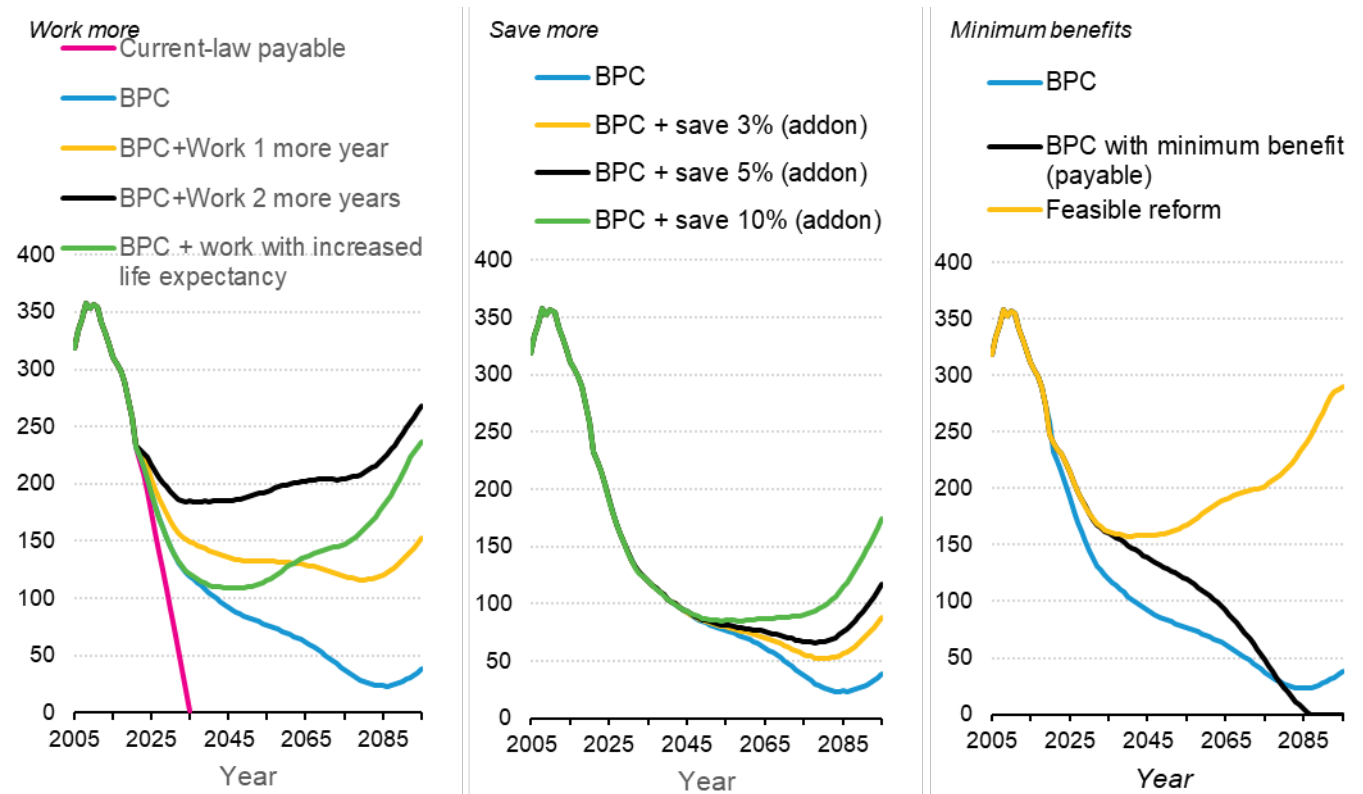 Work more
Current-law payable
BPC
BPC+Work 1 more year
BPC+Work 2 more years
BPC + work with increased
life expectancy
400
350
300
250
200
150
100
50
0
2005
2025
2045
2065
2085
Year
Save more
BPC
BPC + save 3% (addon)
BPC + save 5% (addon)
BPC + save 10% (addon)
400
350
300
250
200
150
100
50
0
2005
2025
2045
2065
2085
Year
Minimum benefits
BPC
BPC with minimum benefit
(payable)
Feasible reform
400
350
300
250
200
150
100
50
0
2005
2025
2045
2065
2085
Year